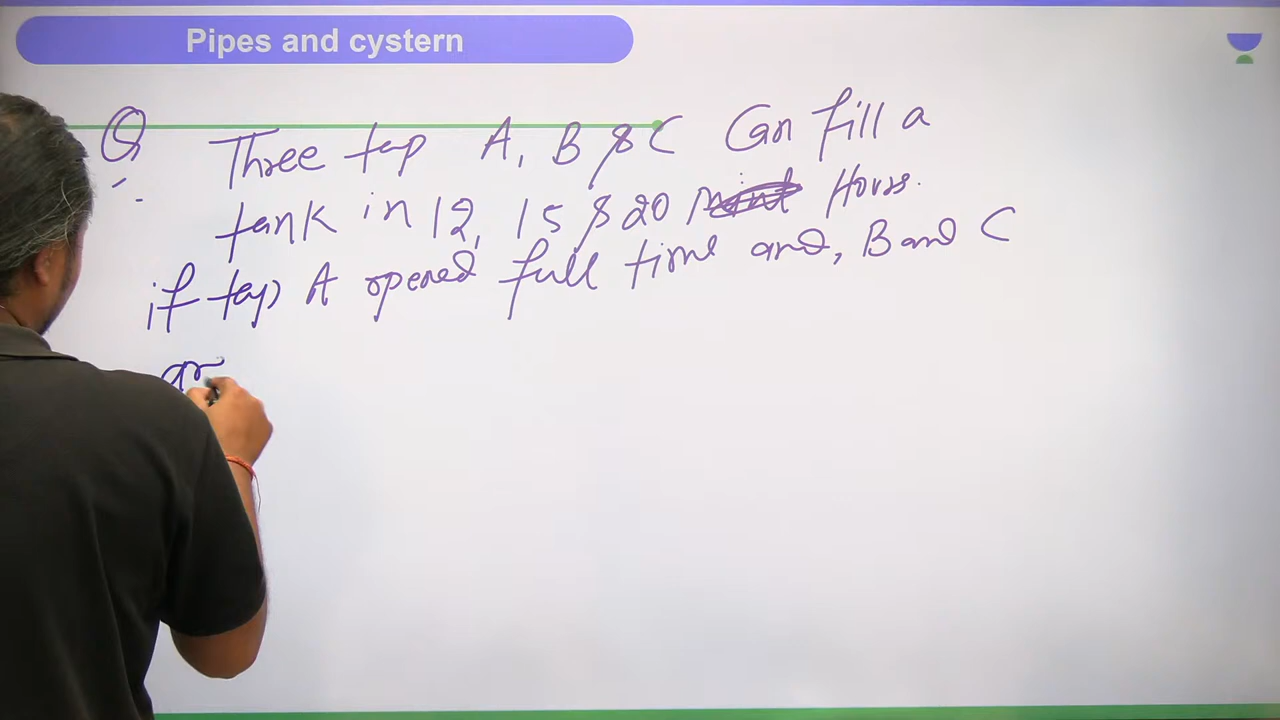 Pipes and cystern
Q:- Three tap A, B & C Can fill a
tank in 12, 15 & 20 Hours.
if tap A opened full time and, B and C
ar